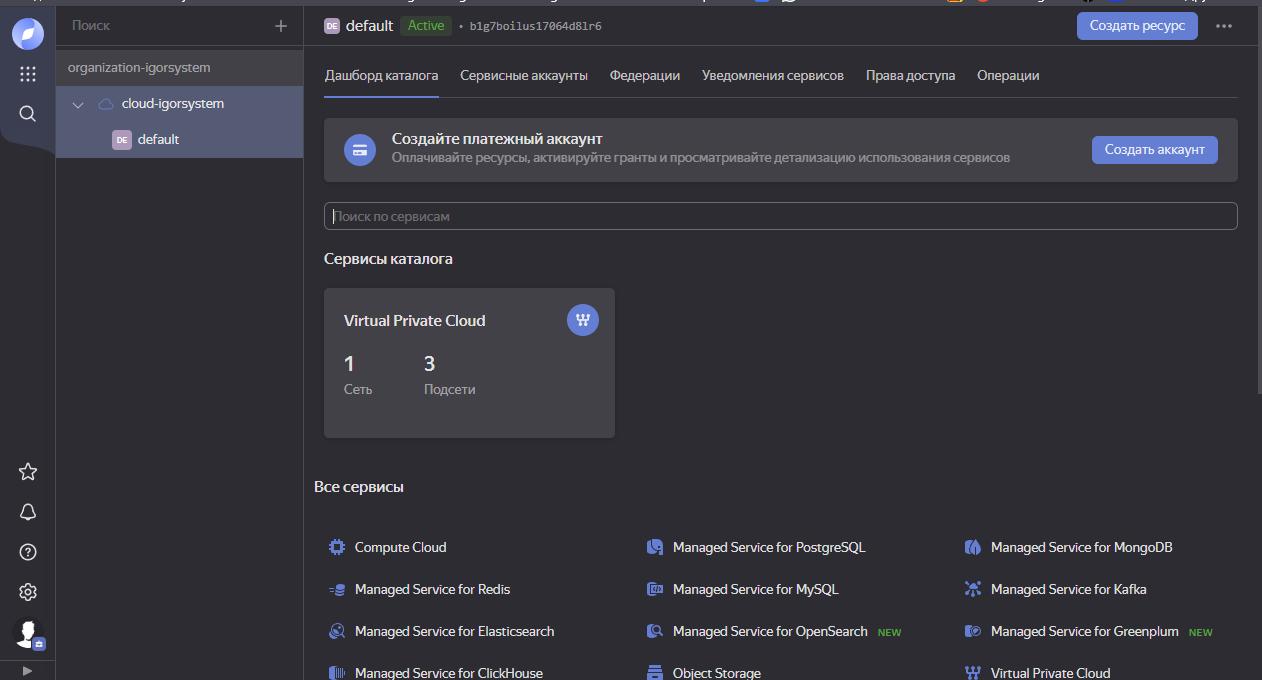 Поиск
organization-igorsystem
cloud-igorsystem
DE default
DE default Active • b1g7boilus17064d8lr6
Создать ресурс
Дашборд каталога Сервисные аккаунты Федерации Уведомления сервисов Права доступа Операции
Создайте платежный аккаунт
Оплачивайте ресурсы, активируйте гранты и просматривайте детализацию использования сервисов
Создать аккаунт
Поиск по сервисам
Сервисы каталога
Virtual Private Cloud
1 3
Сеть Подсети
Все сервисы
Compute Cloud Managed Service for PostgreSQL Managed Service for MongoDB
Managed Service for Redis Managed Service for MySQL Managed Service for Kafka
Managed Service for Elasticsearch Managed Service for OpenSearch NEW Managed Service for Greenplum NEW
Managed Service for ClickHouse Object Storage Virtual Private Cloud